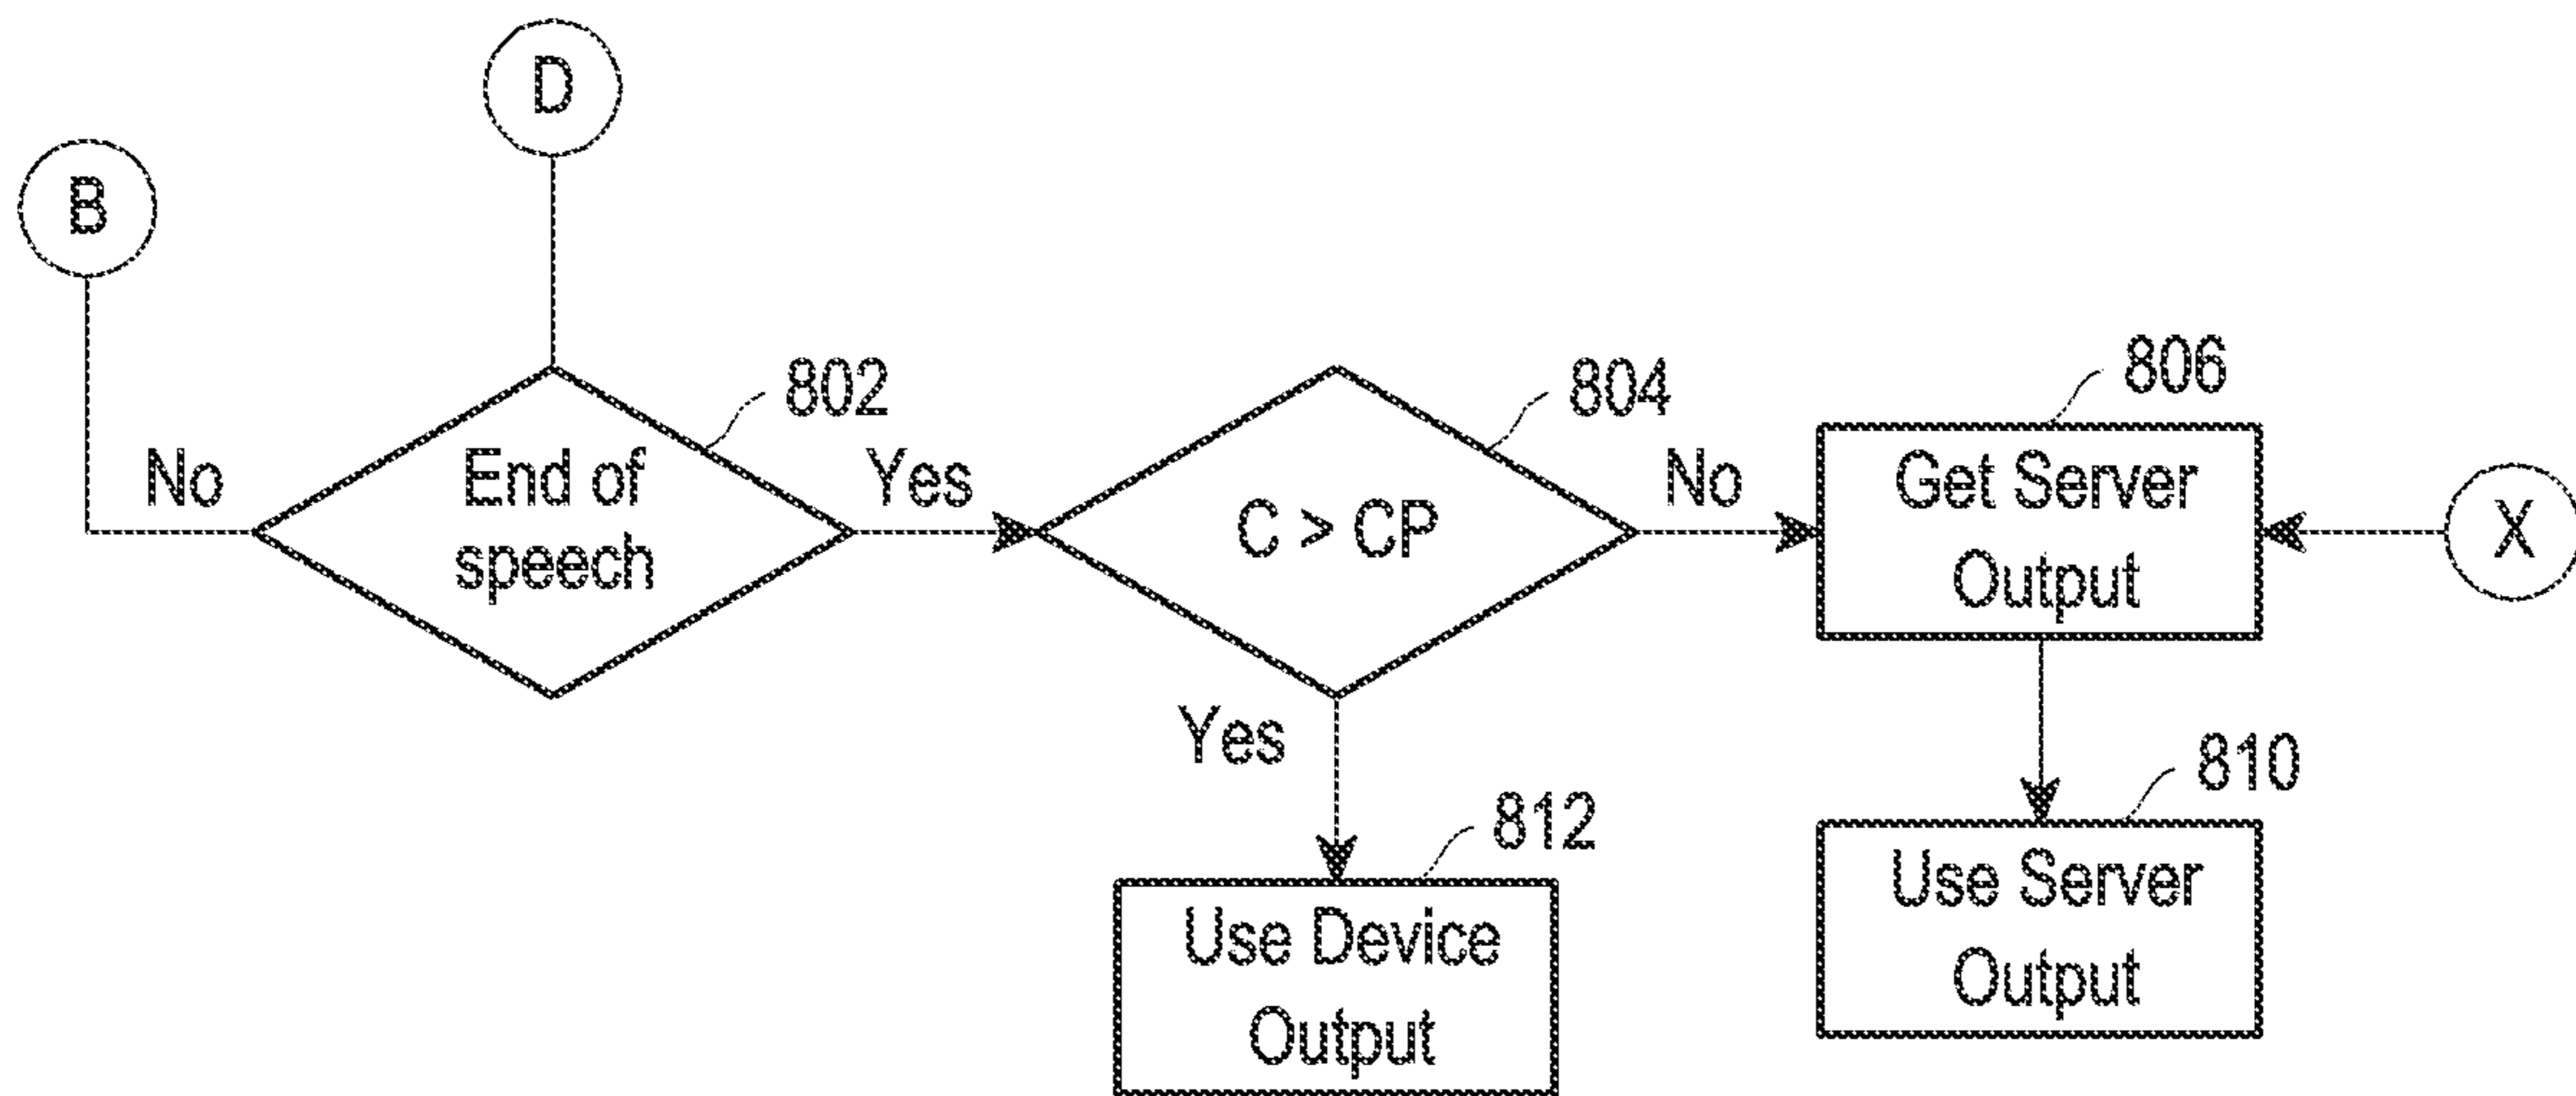 D
B
802
804
806
No
End of
speech
Yes
C > CP
No
Get Server
Output
X
Yes
812
810
Use Device
Output
Use Server
Output